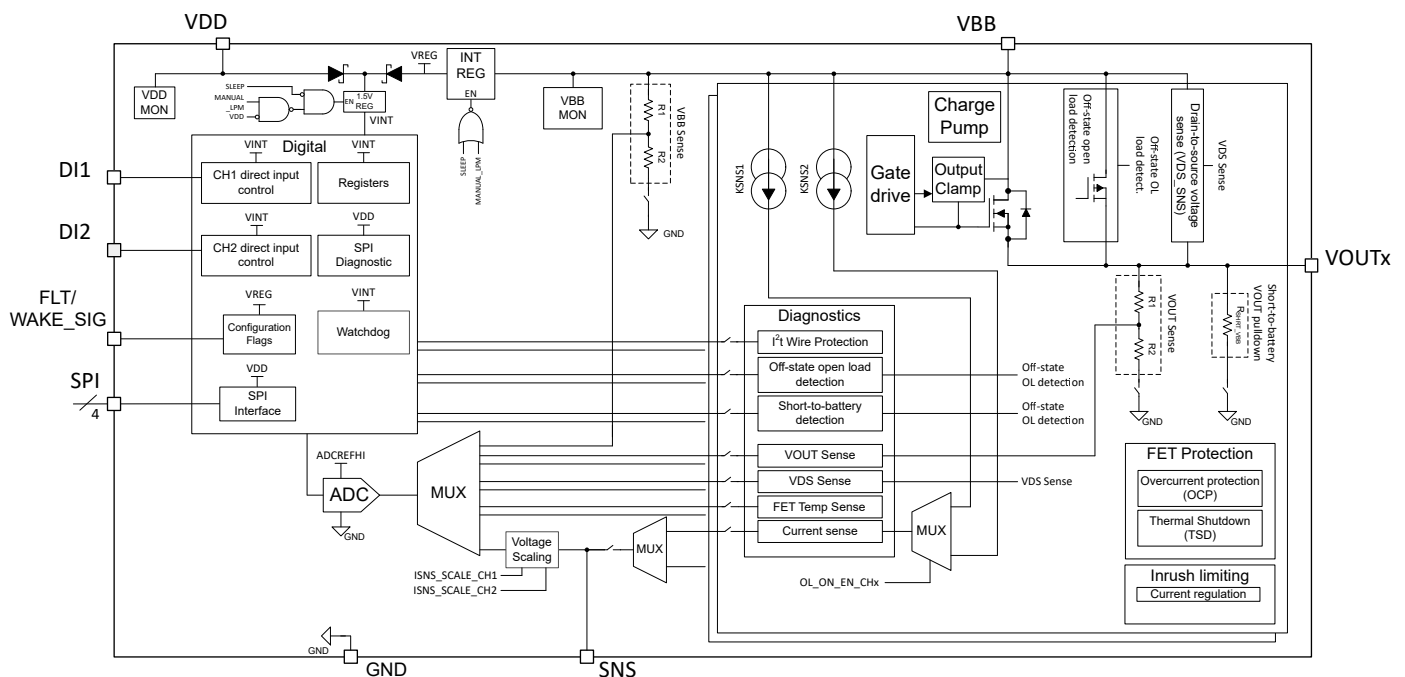 VDD
VBB
VREG
INT
REG
EN
VDD
MON
SLEEP
MANUAL_
LPM
VDD
EN
1.5V
REG
VINT
SLEEP
MANUAL_LPM
VBB
MON
R1
R2
VBB Sense
GND
KSNS1
KSNS2
Charge
Pump
Gate
drive
Output
Clamp
Off-state open
load detection
Off-state OL
load detect.
Drain-to-source voltage
sense (VDS_SNS)
VDS Sense
Digital
DI1
VINT
CH1 direct input
control
VINT
Registers
DI2
VINT
CH2 direct input
control
VDD
SPI
Diagnostic
VOUTx
FLT/
WAKE_SIG
VREG
Configuration
Flags
VINT
Watchdog
SPI
4
VDD
SPI
Interface
R1
R2
VOUT Sense
GND
RSHRT_VBB
Short-to-battery
VOUT pulldown
GND
Diagnostics
I2t Wire Protection
Off-state open load
detection
Off-state
OL detection
Short-to-battery
detection
Off-state
OL detection
VOUT Sense
VDS Sense
VDS Sense
FET Temp Sense
Current sense
MUX
OL_ON_EN_CHx
ADCREFHI
ADC
GND
MUX
Voltage
Scaling
MUX
ISNS_SCALE_CH1
ISNS_SCALE_CH2
FET Protection
Overcurrent protection
(OCP)
Thermal Shutdown
(TSD)
Inrush limiting
Current regulation
GND
GND
SNS